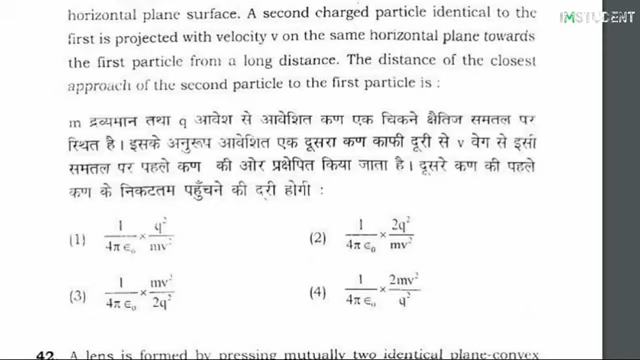 IMSTUDENT
horizontal plane surface. A second charged particle identical to the
first is projected with velocity v on the same horizontal plane towards
the first particle from a long distance. The distance of the closest
approach of the second particle to the first particle is :
m द्रव्यमान तथा q आवेश से आवेशित कण एक चिकने क्षैतिज समतल पर
स्थित है। इसके अनुरूप आवेशित एक दूसरा कण काफी दूरी से v वेग से इसी
समतल पर पहले कण की ओर प्रक्षेपित किया जाता है। दूसरे कण की पहले
कण के निकटतम पहुँचने की दूरी होगी :
(1) 1/4π ∈₀ × q²/mv² (2) 1/4π ∈₀ × 2q²/mv²
(3) 1/4π ∈₀ × mv²/2q² (4) 1/4π ∈₀ × 2mv²/q²
42. A lens is formed by pressing mutually two identical plane-convex